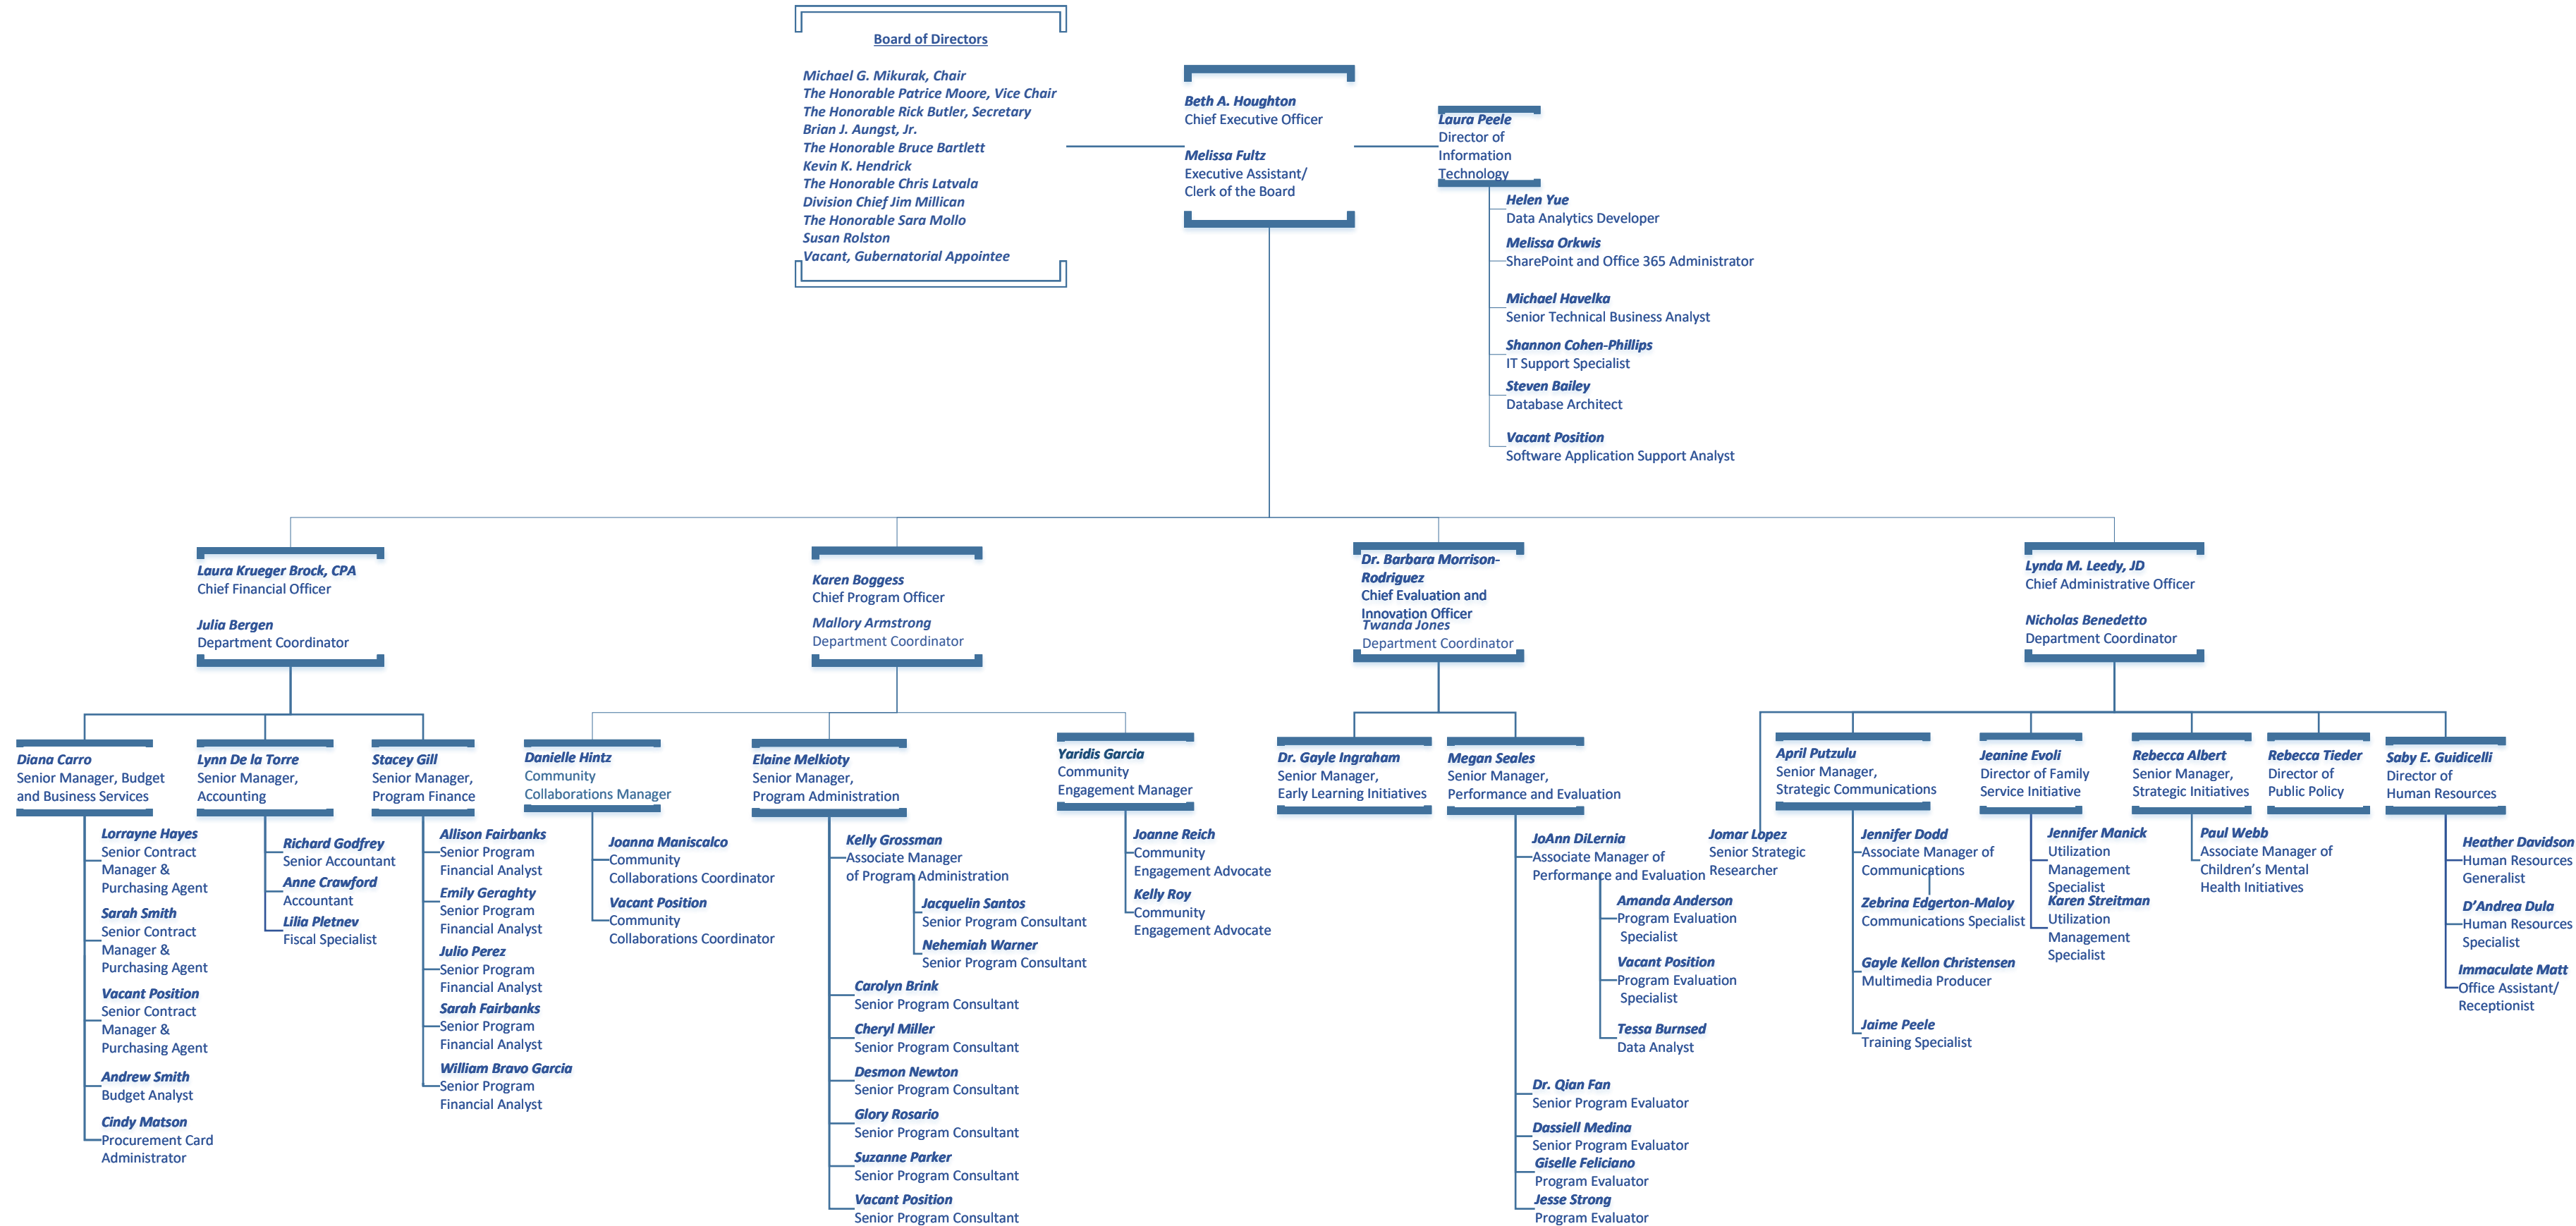 Board of Directors
Michael G. Mikurak, Chair
The Honorable Patrice Moore, Vice Chair
The Honorable Rick Butler, Secretary
Brian J. Aungst, Jr.
The Honorable Bruce Bartlett
Kevin K. Hendrick
The Honorable Chris Latvala
Division Chief Jim Millican
The Honorable Sara Mollo
Susan Rolston
Vacant, Gubernatorial Appointee
Beth A. Houghton
Chief Executive Officer
Melissa Fultz
Executive Assistant/
Clerk of the Board
Laura Peele
Director of
Information
Technology
Helen Yue
Data Analytics Developer
Melissa Orkwis
SharePoint and Office 365 Administrator
Michael Havelka
Senior Technical Business Analyst
Shannon Cohen-Phillips
IT Support Specialist
Steven Bailey
Database Architect
Vacant Position
Software Application Support Analyst
Laura Krueger Brock, CPA
Chief Financial Officer
Julia Bergen
Department Coordinator
Karen Boggess
Chief Program Officer
Mallory Armstrong
Department Coordinator
Dr. Barbara Morrison-
Rodriguez
Chief Evaluation and
Innovation Officer
Twanda Jones
Department Coordinator
Lynda M. Leedy, JD
Chief Administrative Officer
Nicholas Benedetto
Department Coordinator
Diana Carro
Senior Manager, Budget
and Business Services
Lorrayne Hayes
Senior Contract
Manager &
Purchasing Agent
Sarah Smith
Senior Contract
Manager &
Purchasing Agent
Vacant Position
Senior Contract
Manager &
Purchasing Agent
Andrew Smith
Budget Analyst
Cindy Matson
Procurement Card
Administrator
Lynn De la Torre
Senior Manager,
Accounting
Richard Godfrey
Senior Accountant
Anne Crawford
Accountant
Lilia Pletnev
Fiscal Specialist
Stacey Gill
Senior Manager,
Program Finance
Allison Fairbanks
Senior Program
Financial Analyst
Emily Geraghty
Senior Program
Financial Analyst
Julio Perez
Senior Program
Financial Analyst
Sarah Fairbanks
Senior Program
Financial Analyst
William Bravo Garcia
Senior Program
Financial Analyst
Danielle Hintz
Community
Collaborations Manager
Joanna Maniscalco
Community
Collaborations Coordinator
Vacant Position
Community
Collaborations Coordinator
Elaine Melkioty
Senior Manager,
Program Administration
Kelly Grossman
Associate Manager
of Program Administration
Jacquelin Santos
Senior Program Consultant
Nehemiah Warner
Senior Program Consultant
Carolyn Brink
Senior Program Consultant
Cheryl Miller
Senior Program Consultant
Desmon Newton
Senior Program Consultant
Glory Rosario
Senior Program Consultant
Suzanne Parker
Senior Program Consultant
Vacant Position
Senior Program Consultant
Yaridis Garcia
Community
Engagement Manager
Joanne Reich
Community
Engagement Advocate
Kelly Roy
Community
Engagement Advocate
Dr. Gayle Ingraham
Senior Manager,
Early Learning Initiatives
Megan Seales
Senior Manager,
Performance and Evaluation
JoAnn DiLernia
Associate Manager of
Performance and Evaluation
Amanda Anderson
Program Evaluation
Specialist
Vacant Position
Program Evaluation
Specialist
Tessa Burnsed
Data Analyst
Dr. Qian Fan
Senior Program Evaluator
Dassiell Medina
Senior Program Evaluator
Giselle Feliciano
Program Evaluator
Jesse Strong
Program Evaluator
Jomar Lopez
Senior Strategic
Researcher
April Putzulu
Senior Manager,
Strategic Communications
Jennifer Dodd
Associate Manager of
Communications
Zebrina Edgerton-Maloy
Communications Specialist
Gayle Kellon Christensen
Multimedia Producer
Jaime Peele
Training Specialist
Jeanine Evoli
Director of Family
Service Initiative
Jennifer Manick
Utilization
Management
Specialist
Karen Streitman
Utilization
Management
Specialist
Rebecca Albert
Senior Manager,
Strategic Initiatives
Paul Webb
Associate Manager of
Children's Mental
Health Initiatives
Rebecca Tieder
Director of
Public Policy
Saby E. Guidicelli
Director of
Human Resources
Heather Davidson
Human Resources
Generalist
D'Andrea Dula
Human Resources
Specialist
Immaculate Matt
Office Assistant/
Receptionist